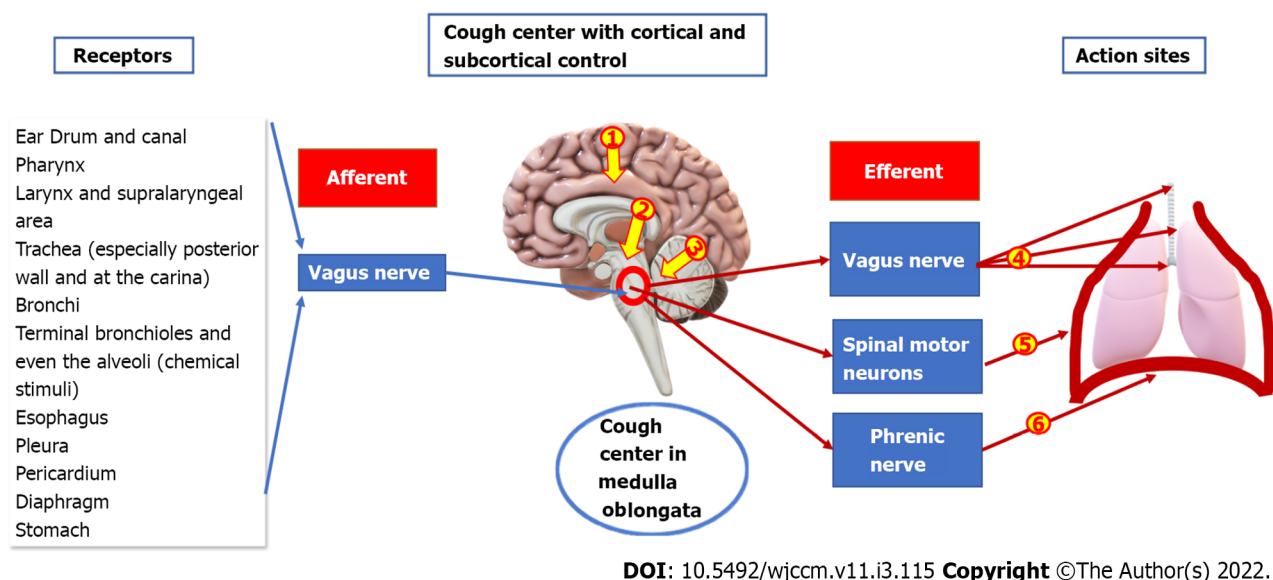 Receptors
Cough center with cortical and
subcortical control
Action sites
Ear Drum and canal
Pharynx
Larynx and supralaryngeal
area
Trachea (especially posterior
wall and at the carina)
Bronchi
Terminal bronchioles and
even the alveoli (chemical
stimuli)
Esophagus
Pleura
Pericardium
Diaphragm
Stomach
Afferent
Vagus nerve
1
2
3
Cough
center in
medulla
oblongata
Efferent
Vagus nerve
Spinal motor
neurons
Phrenic
nerve
4
5
6
DOI: 10.5492/wjccm.v11.i3.115 Copyright ©The Author(s) 2022.